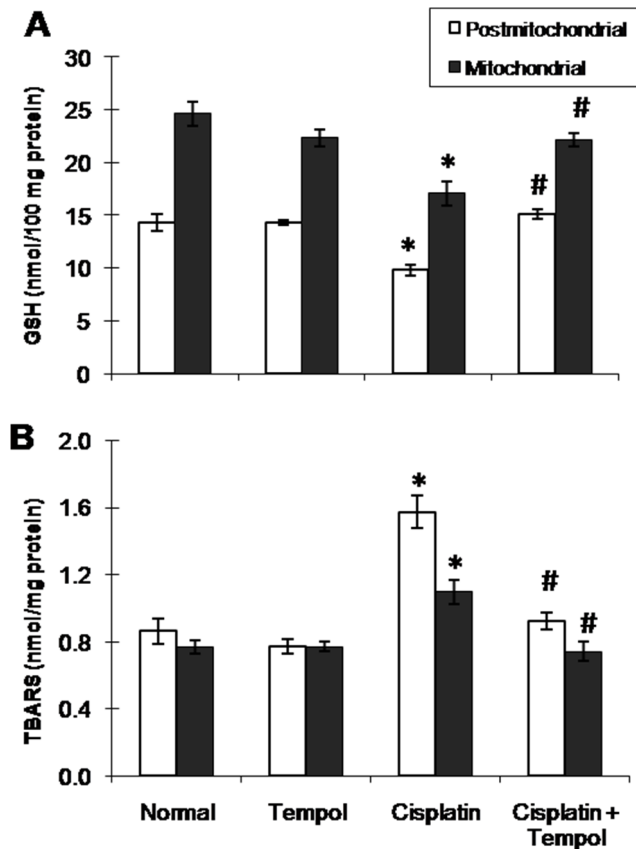 A
Postmitochondrial
Mitochondrial
GSH (nmol/100 mg protein)
30
25
20
15
10
5
0
* * # #
B
TBARS (nmol/mg protein)
2.0
1.6
1.2
0.8
0.4
0.0
* * # #
Normal Tempol Cisplatin Cisplatin +
Tempol